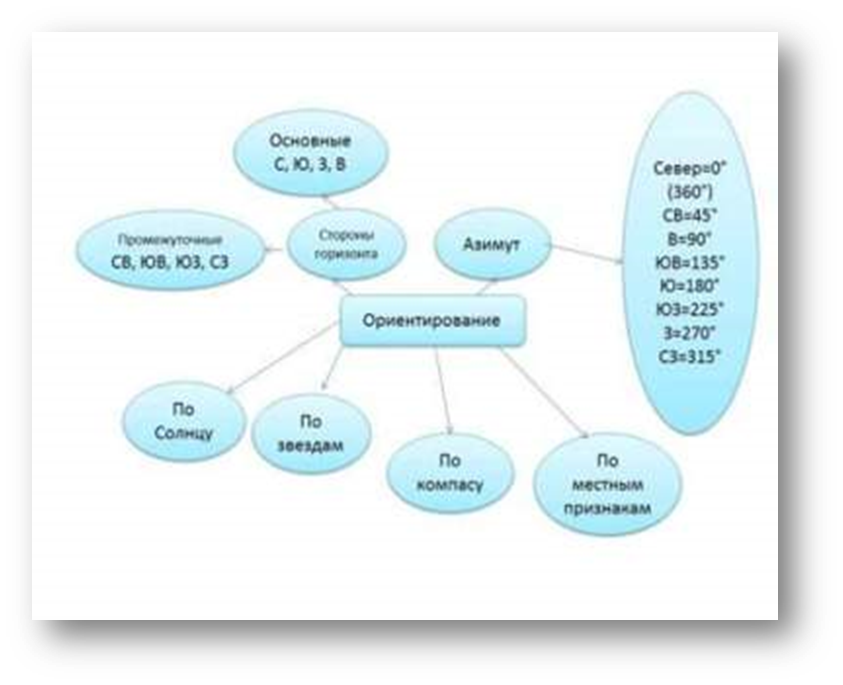 Основные
С, Ю, З, В
Промежуточные
СВ, ЮВ, ЮЗ, СЗ
Стороны
горизонта
Азимут
Север=0°
(360°)
СВ=45°
В=90°
ЮВ=135°
Ю=180°
ЮЗ=225°
З=270°
СЗ=315°
Ориентирование
По
Солнцу
По
звездам
По
компасу
По
местным
признакам